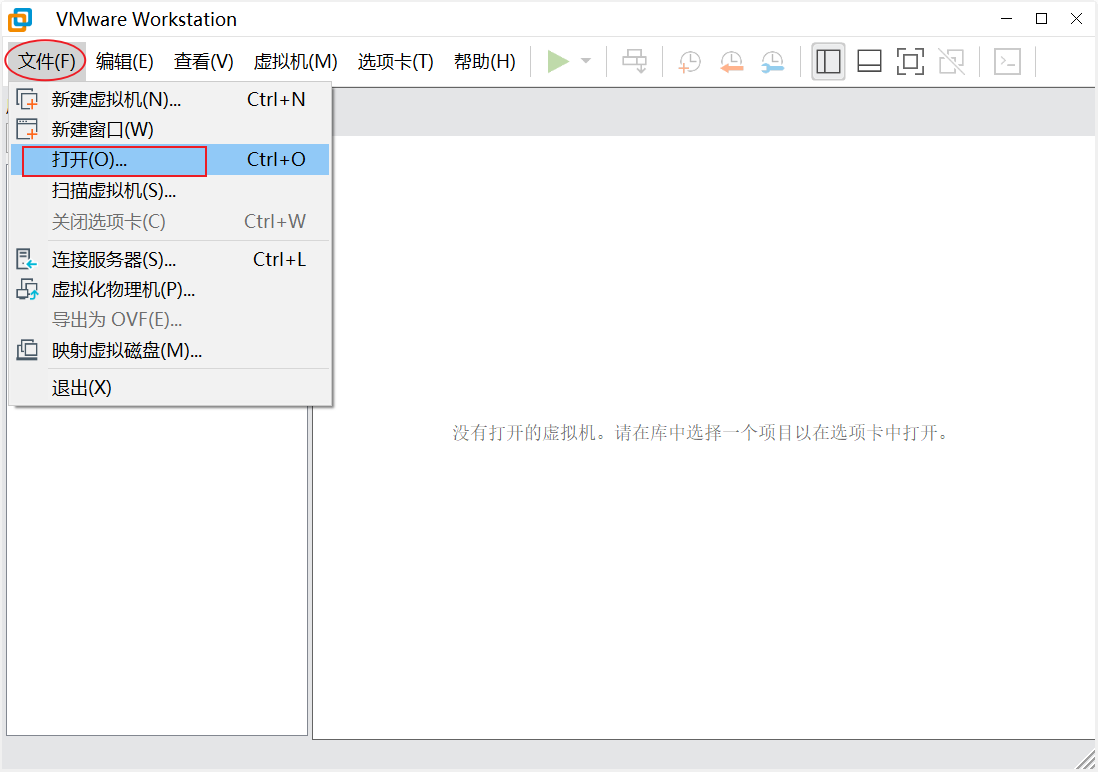 VMware Workstation
文件(F) 编辑(E) 查看(V) 虚拟机(M) 选项卡(T) 帮助(H)
新建虚拟机(N)... Ctrl+N
新建窗口(W)
打开(O)... Ctrl+O
扫描虚拟机(S)...
关闭选项卡(C) Ctrl+W
连接服务器(S)... Ctrl+L
虚拟化物理机(P)...
导出为 OVF(E)...
映射虚拟磁盘(M)...
退出(X)
没有打开的虚拟机。请在库中选择一个项目以在选项卡中打开。